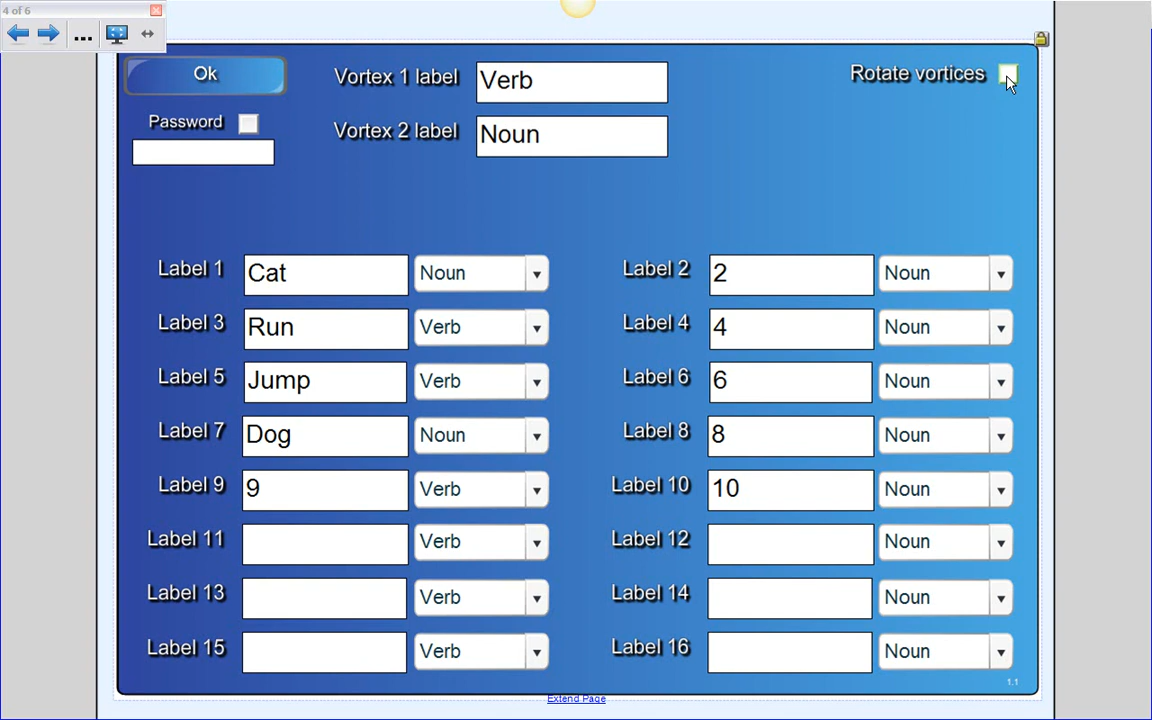 4 of 6
Ok
Vortex 1 label Verb
Rotate vortices
Password
Vortex 2 label Noun
Label 1 Cat Noun Label 2 2 Noun
Label 3 Run Verb Label 4 4 Noun
Label 5 Jump Verb Label 6 6 Noun
Label 7 Dog Noun Label 8 8 Noun
Label 9 9 Verb Label 10 10 Noun
Label 11 Verb Label 12 Noun
Label 13 Verb Label 14 Noun
Label 15 Verb Label 16 Noun
1.1
Extend Page